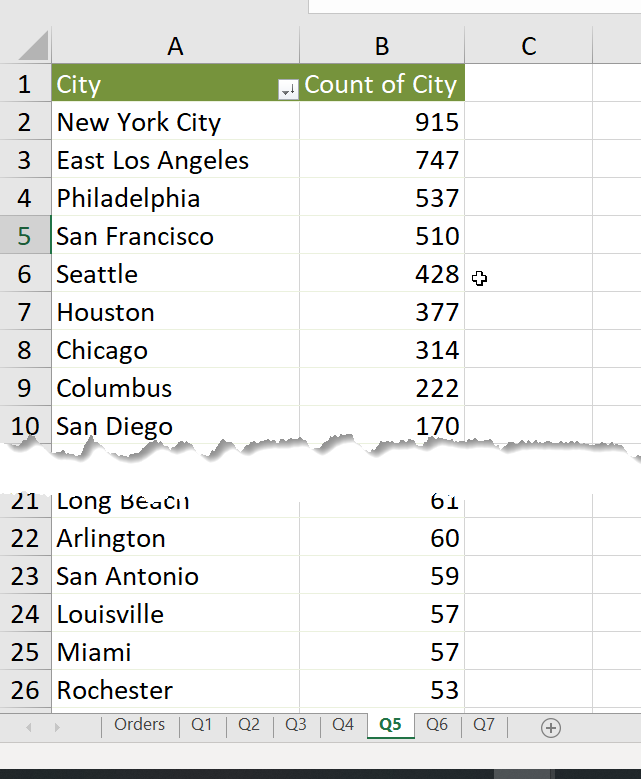 A B C
1 City Count of City
2 New York City 915
3 East Los Angeles 747
4 Philadelphia 537
5 San Francisco 510
6 Seattle 428
7 Houston 377
8 Chicago 314
9 Columbus 222
10 San Diego 170
21 Long Beach 61
22 Arlington 60
23 San Antonio 59
24 Louisville 57
25 Miami 57
26 Rochester 53
Orders Q1 Q2 Q3 Q4 Q5 Q6 Q7